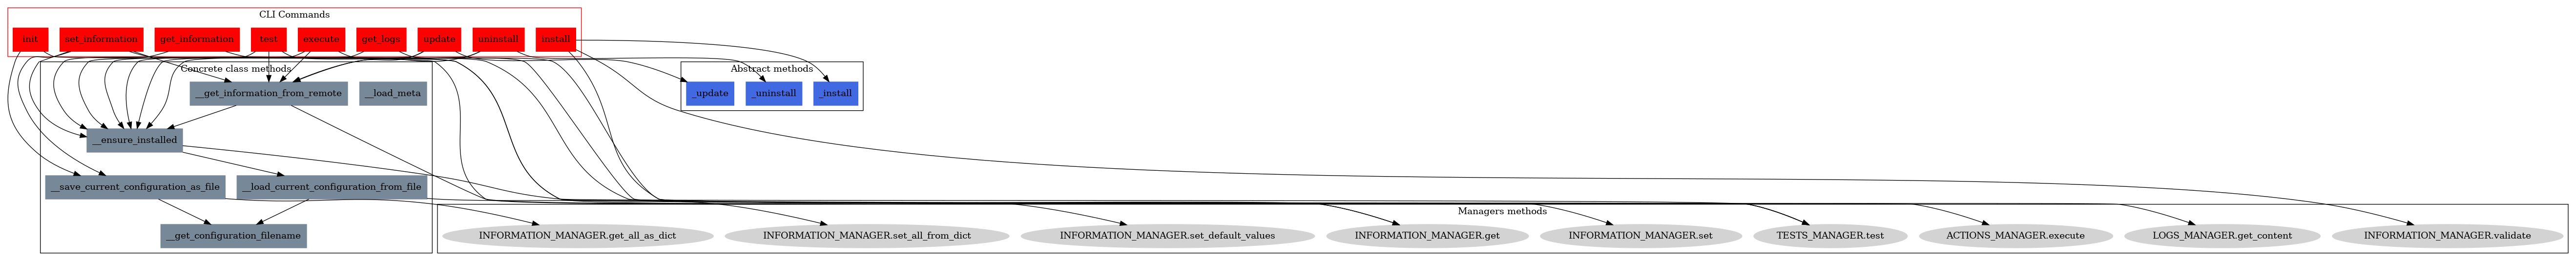 CLI Commands
init
set_information
get_information
test
execute
get_logs
update
uninstall
install
Concrete class methods
Abstract methods
__get_information_from_remote
__load_meta
_update
_uninstall
_install
__ensure_installed
__save_current_configuration_as_file
__load_current_configuration_from_file
Managers methods
__get_configuration_filename
INFORMATION_MANAGER.get_all_as_dict
INFORMATION_MANAGER.set_all_from_dict
INFORMATION_MANAGER.set_default_values
INFORMATION_MANAGER.get
INFORMATION_MANAGER.set
TESTS_MANAGER.test
ACTIONS_MANAGER.execute
LOGS_MANAGER.get_content
INFORMATION_MANAGER.validate